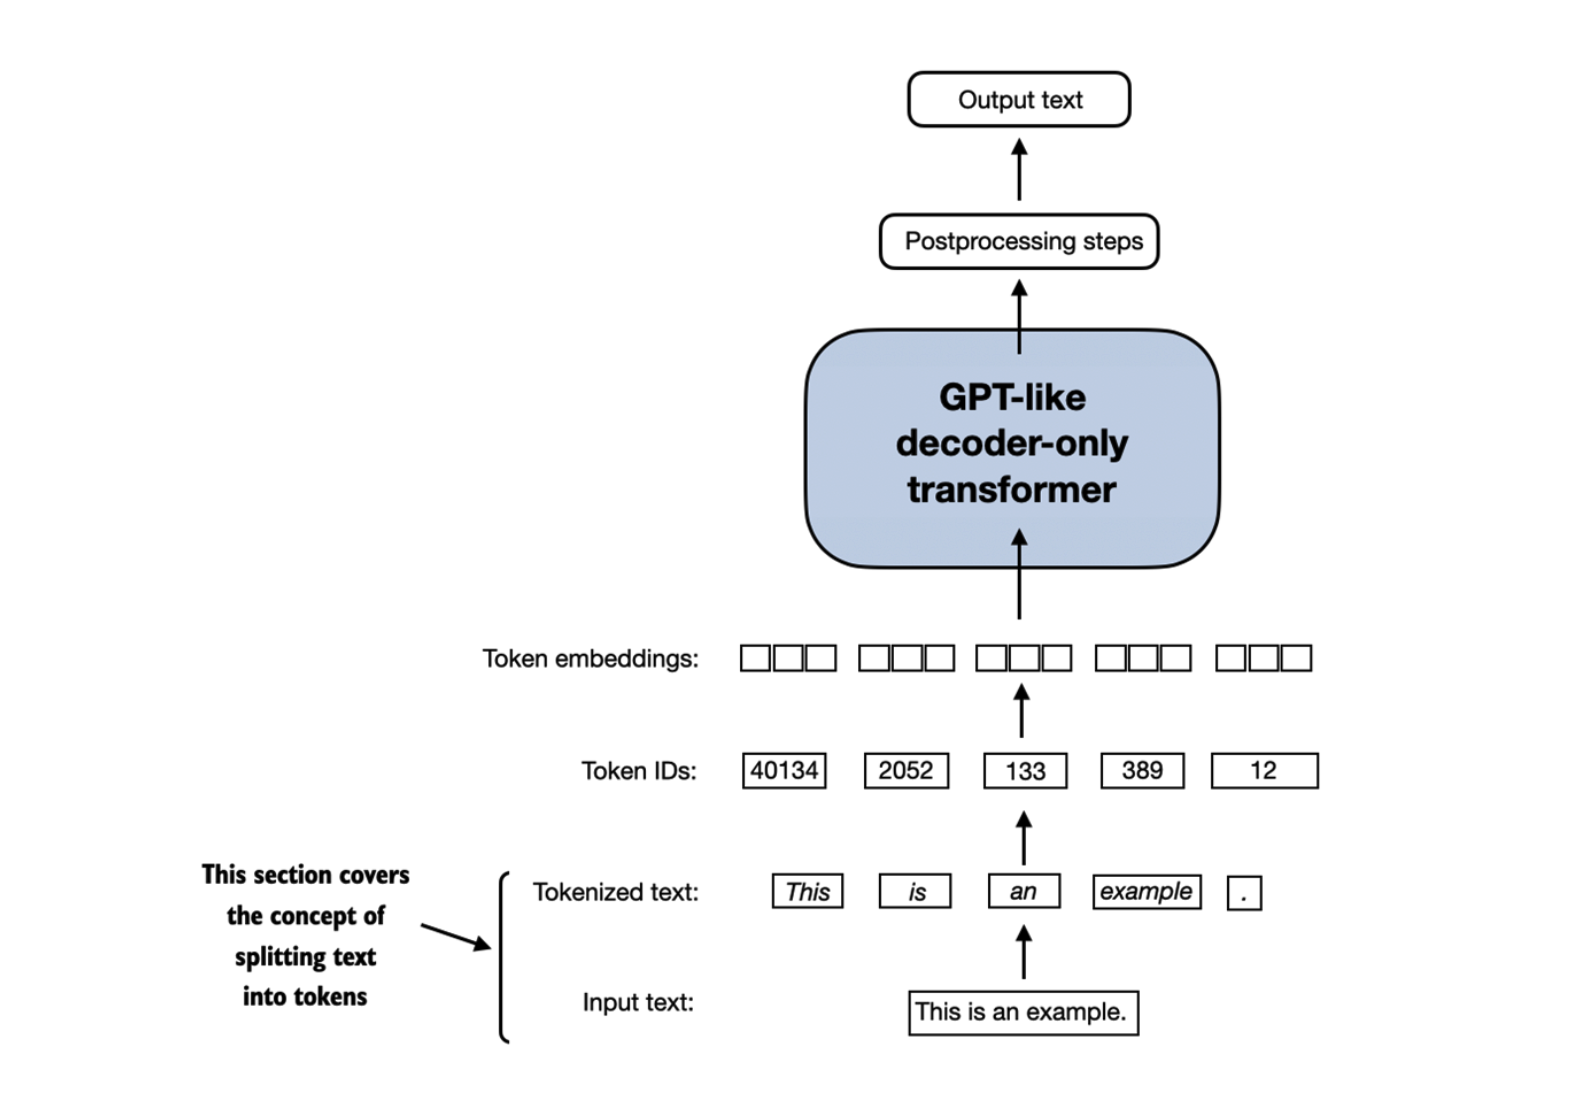 Output text
Postprocessing steps
GPT-like
decoder-only
transformer
Token embeddings:
Token IDs: 40134 2052 133 389 12
This section covers
the concept of
splitting text
into tokens
Tokenized text: This is an example .
Input text: This is an example.